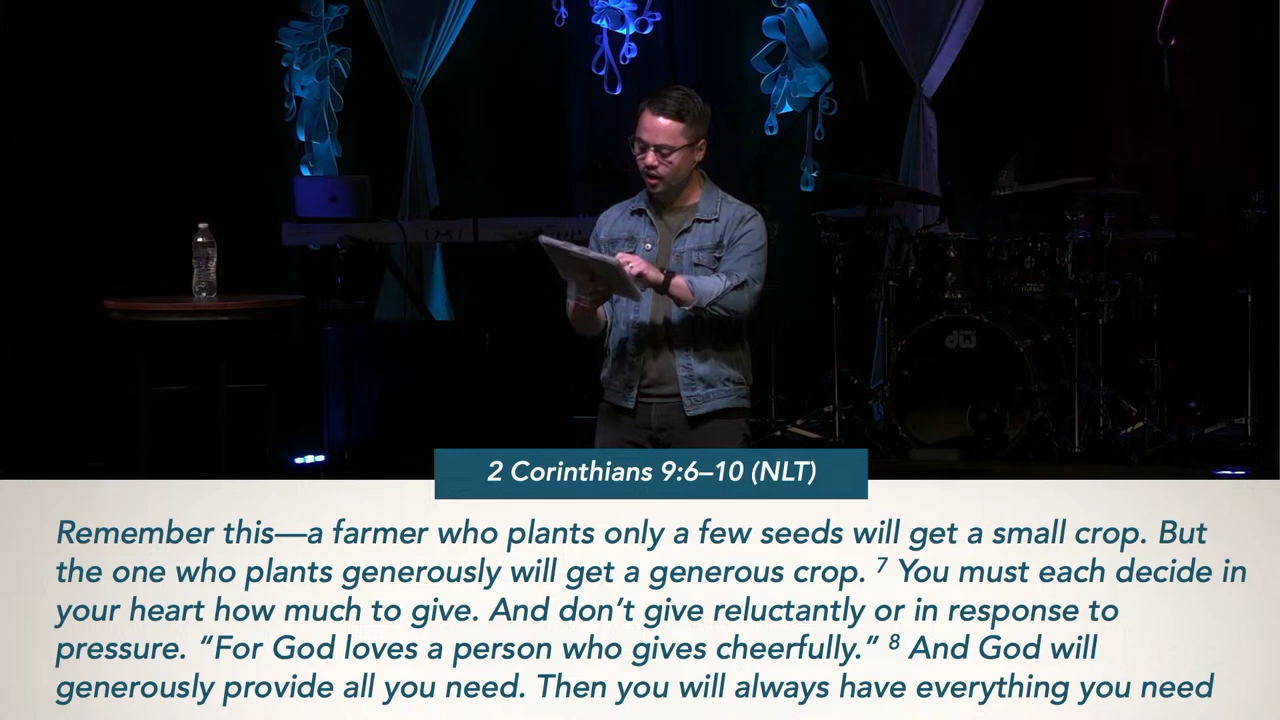 dw
2 Corinthians 9:6–10 (NLT)
Remember this—a farmer who plants only a few seeds will get a small crop. But
the one who plants generously will get a generous crop. ⁷ You must each decide in
your heart how much to give. And don’t give reluctantly or in response to
pressure. “For God loves a person who gives cheerfully.” ⁸ And God will
generously provide all you need. Then you will always have everything you need